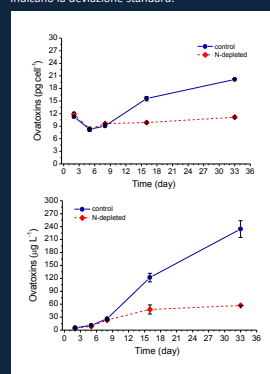 indicano la deviazione standard.
30
27
24
21
18
15
12
9
6
3
0
Ovatoxins (pg cell⁻¹)
control
N-depleted
0 3 6 9 12 15 18 21 24 27 30 33 36
Time (day)
300
270
240
210
180
150
120
90
60
30
0
Ovatoxins (µg L⁻¹)
control
N-depleted
0 3 6 9 12 15 18 21 24 27 30 33 36
Time (day)